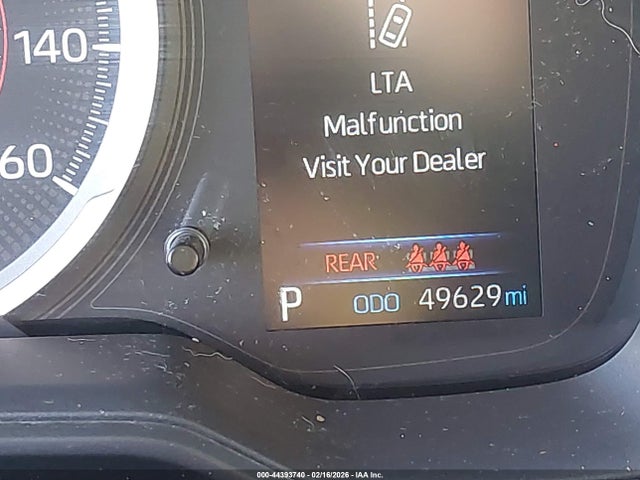 140
60
LTA
Malfunction
Visit Your Dealer
REAR
P ODO 49629 mi
000-44393740 - 02/16/2026 - IAA Inc.